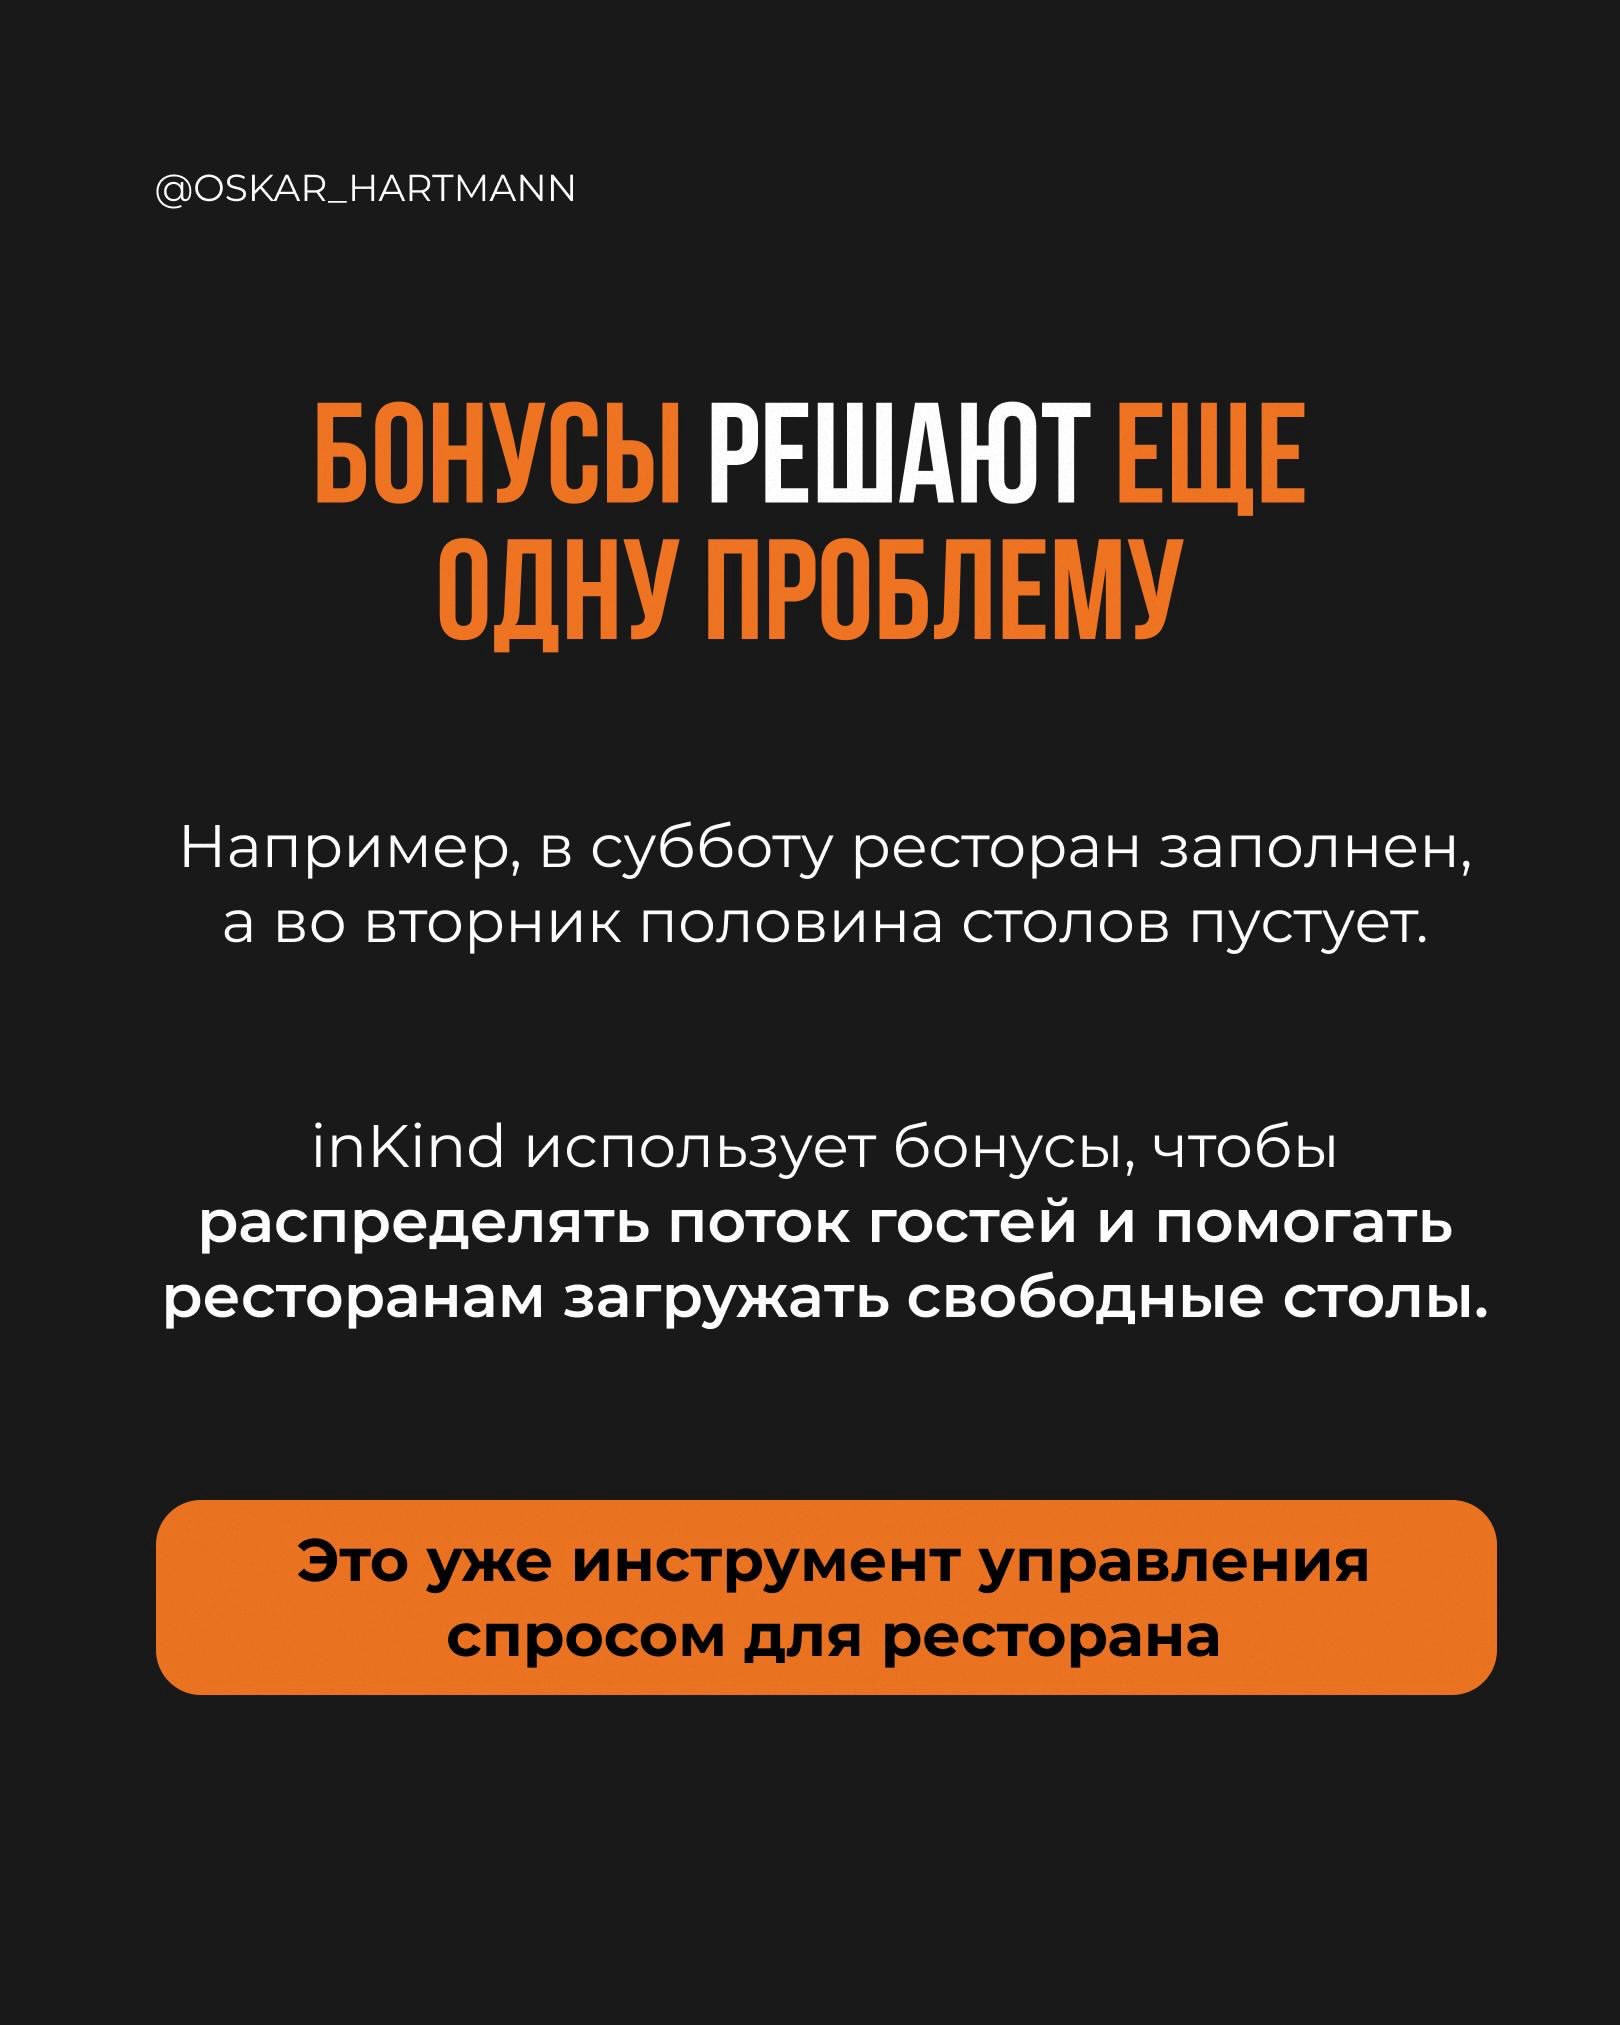 @OSKAR_HARTMANN
БОНУСЫ РЕШАЮТ ЕЩЕ
ОДНУ ПРОБЛЕМУ
Например, в субботу ресторан заполнен,
а во вторник половина столов пустует.
inKind использует бонусы, чтобы
распределять поток гостей и помогать
ресторанам загружать свободные столы.
Это уже инструмент управления
спросом для ресторана